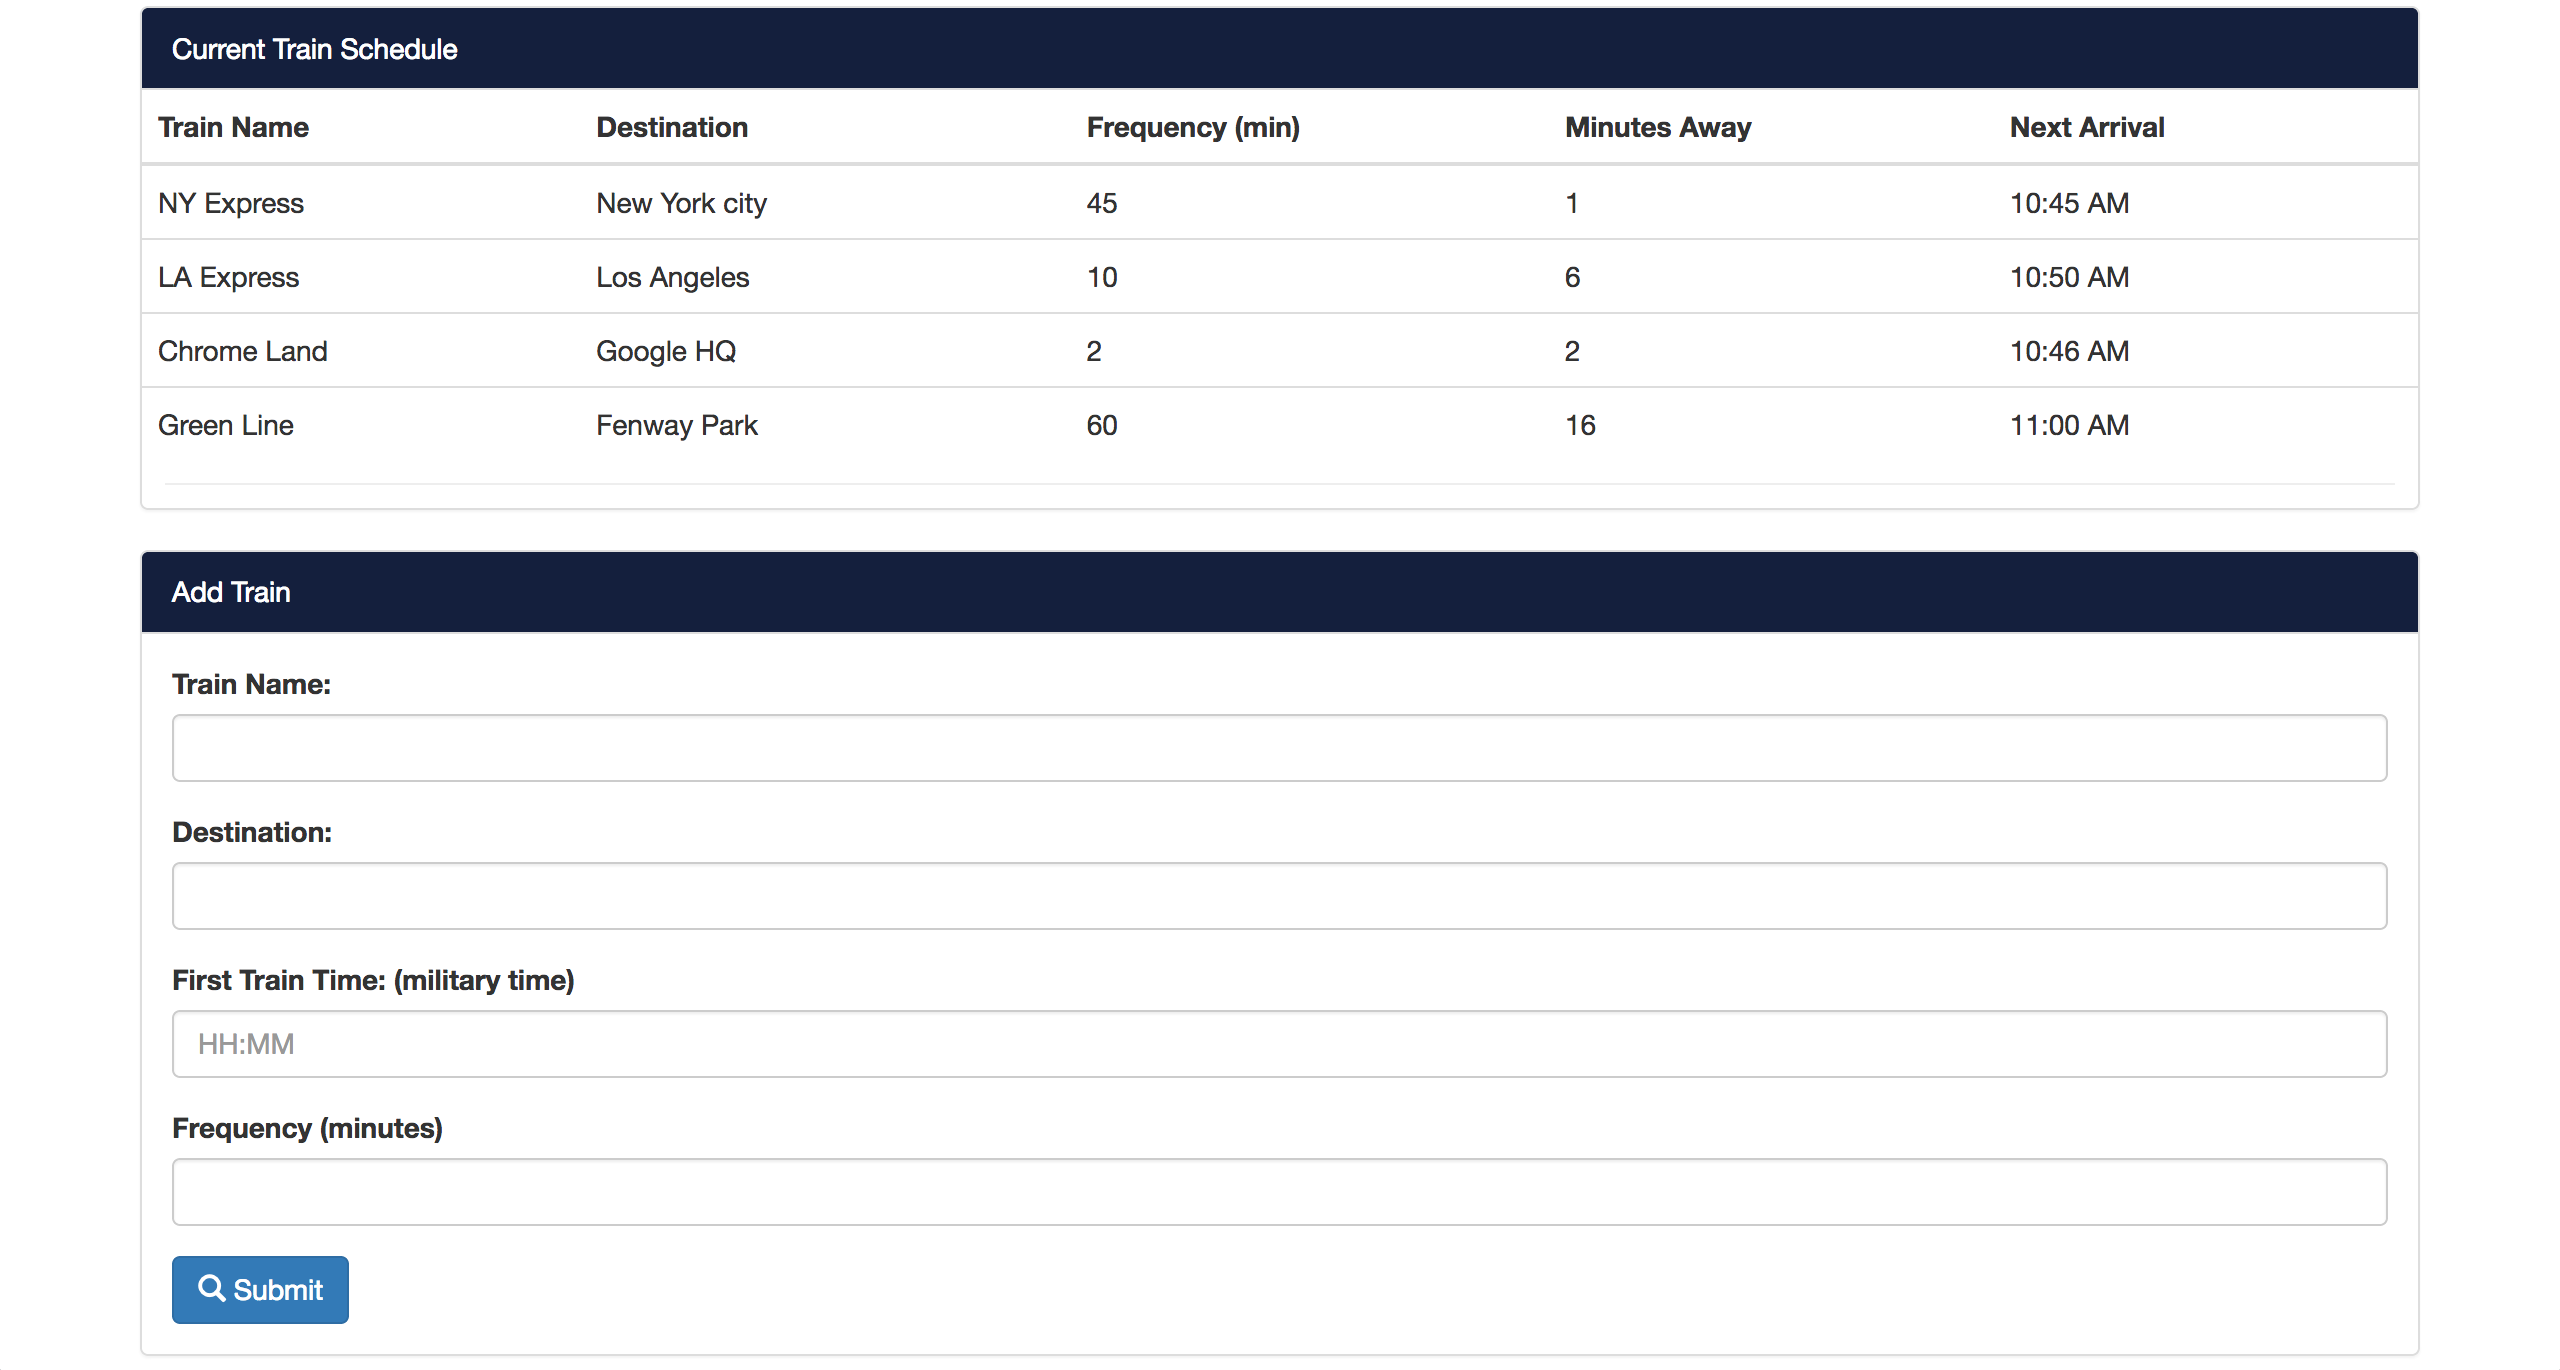 Current Train Schedule
Train Name Destination Frequency (min) Minutes Away Next Arrival
NY Express New York city 45 1 10:45 AM
LA Express Los Angeles 10 6 10:50 AM
Chrome Land Google HQ 2 2 10:46 AM
Green Line Fenway Park 60 16 11:00 AM
Add Train
Train Name:
Destination:
First Train Time: (military time)
HH:MM
Frequency (minutes)
Submit